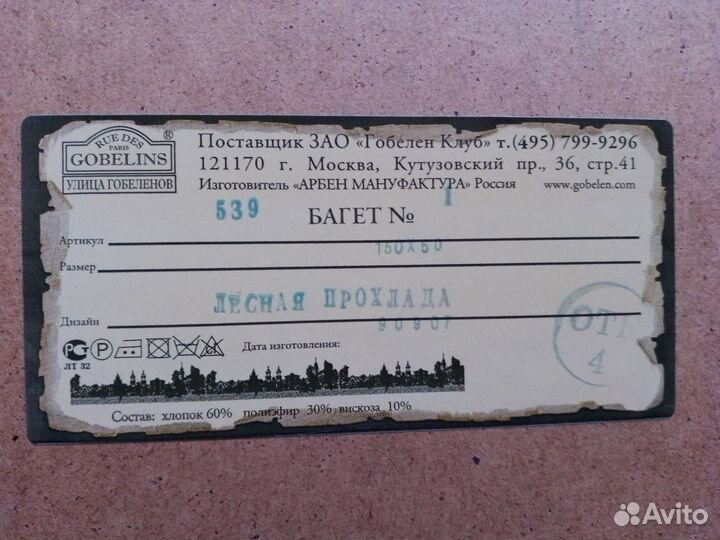 RUE DES
PARIS
GOBELINS ®
УЛИЦА ГОБЕЛЕНОВ
Поставщик ЗАО «Гобелен Клуб» т.(495) 799-9296
121170 г. Москва, Кутузовский пр., 36, стр.41
Изготовитель «АРБЕН МАНУФАКТУРА» Россия www.gobelen.com
539 БАГЕТ № 1
Артикул
150X50
Размер
ЛЕСНАЯ ПРОХЛАДА
Дизайн
90907
Дата изготовления:
ЛТ 32
ОТК
4
Состав: хлопок 60% полиэфир 30% вискоза 10%
Avito